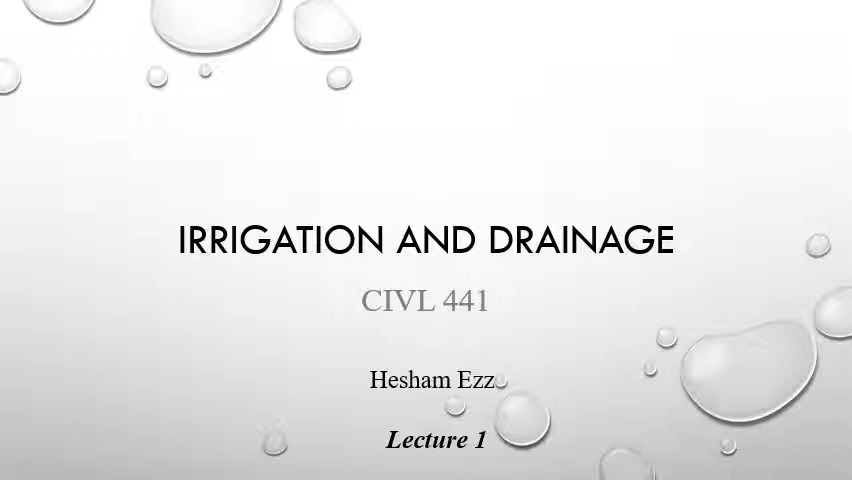 IRRIGATION AND DRAINAGE
CIVL 441
Hesham Ezz
Lecture 1